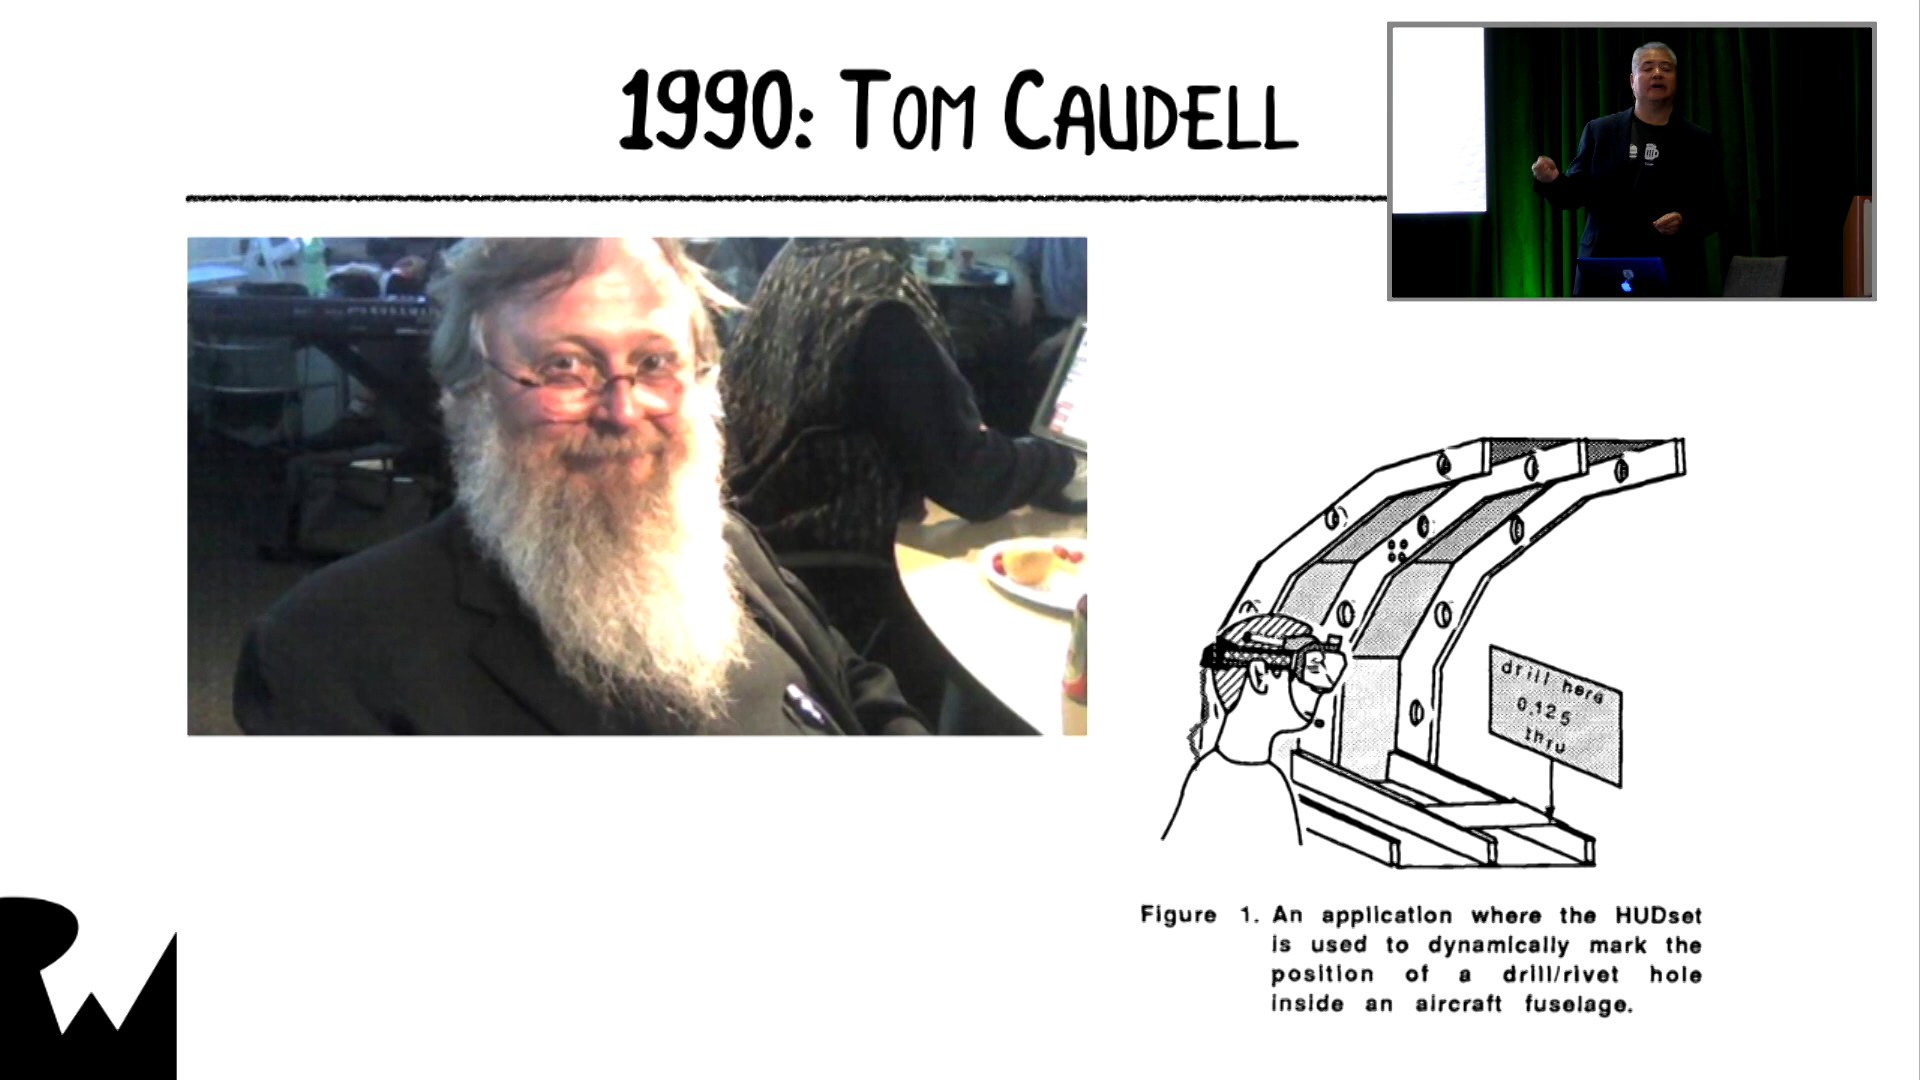 1990: TOM CAUDELL
drill here
0.125
thru
Figure 1. An application where the HUDset
is used to dynamically mark the
position of a drill/rivet hole
inside an aircraft fuselage.